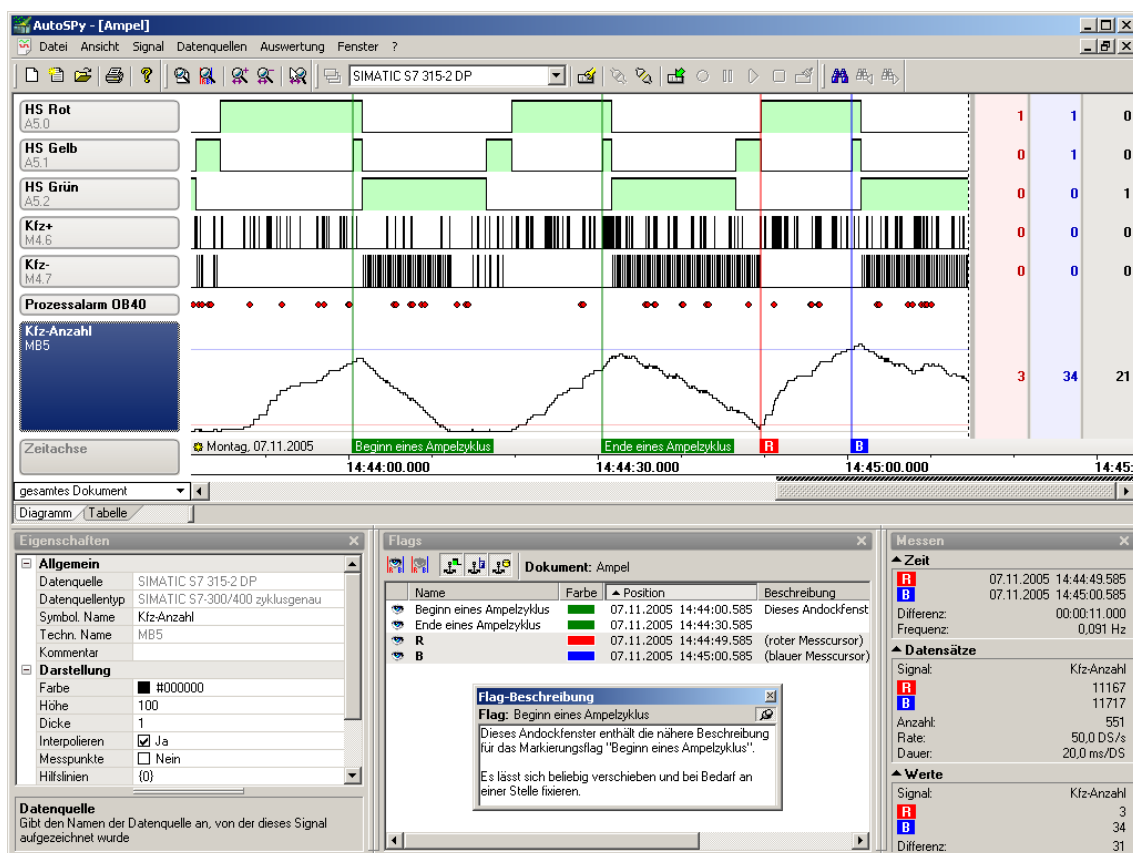 AutoSPy - [Ampel]
Datei Ansicht Signal Datenquellen Auswertung Fenster ?
SIMATIC S7 315-2 DP
HS Rot
A5.0
1 1 0
HS Gelb
A5.1
0 1 0
HS Grün
A5.2
0 0 1
Kfz+
M4.6
0 0 0
Kfz-
M4.7
0 0 0
Prozessalarm OB40
Kfz-Anzahl
MB5
3 34 21
Zeitachse
Montag, 07.11.2005 Beginn eines Ampelzyklus Ende eines Ampelzyklus R B
14:44:00.000 14:44:30.000 14:45:00.000 14:45:
gesamtes Dokument
Diagramm Tabelle
Eigenschaften
Allgemein
Datenquelle SIMATIC S7 315-2 DP
Datenquellentyp SIMATIC S7-300/400 zyklusgenau
Symbol. Name Kfz-Anzahl
Techn. Name MB5
Kommentar
Darstellung
Farbe #000000
Höhe 100
Dicke 1
Interpolieren Ja
Messpunkte Nein
Hilfslinien {0}
Datenquelle
Gibt den Namen der Datenquelle an, von der dieses Signal
aufgezeichnet wurde
Flags
Dokument: Ampel
Name Farbe Position Beschreibung
Beginn eines Ampelzyklus 07.11.2005 14:44:00.585 Dieses Andockfenst
Ende eines Ampelzyklus 07.11.2005 14:44:30.585
R 07.11.2005 14:44:49.585 (roter Messcursor)
B 07.11.2005 14:45:00.585 (blauer Messcursor)
Flag-Beschreibung
Flag: Beginn eines Ampelzyklus
Dieses Andockfenster enthält die nähere Beschreibung
für das Markierungsflag "Beginn eines Ampelzyklus".
Es lässt sich beliebig verschieben und bei Bedarf an
einer Stelle fixieren.
Messen
Zeit
R 07.11.2005 14:44:49.585
B 07.11.2005 14:45:00.585
Differenz: 00:00:11.000
Frequenz: 0,091 Hz
Datensätze
Signal: Kfz-Anzahl
R 11167
B 11717
Anzahl: 551
Rate: 50,0 DS/s
Dauer: 20,0 ms/DS
Werte
Signal: Kfz-Anzahl
R 3
B 34
Differenz: 31